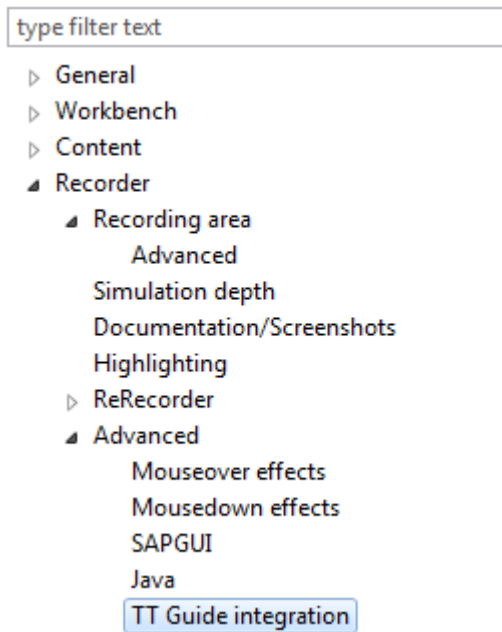 type filter text
General
Workbench
Content
Recorder
Recording area
Advanced
Simulation depth
Documentation/Screenshots
Highlighting
ReRecorder
Advanced
Mouseover effects
Mousedown effects
SAPGUI
Java
TT Guide integration